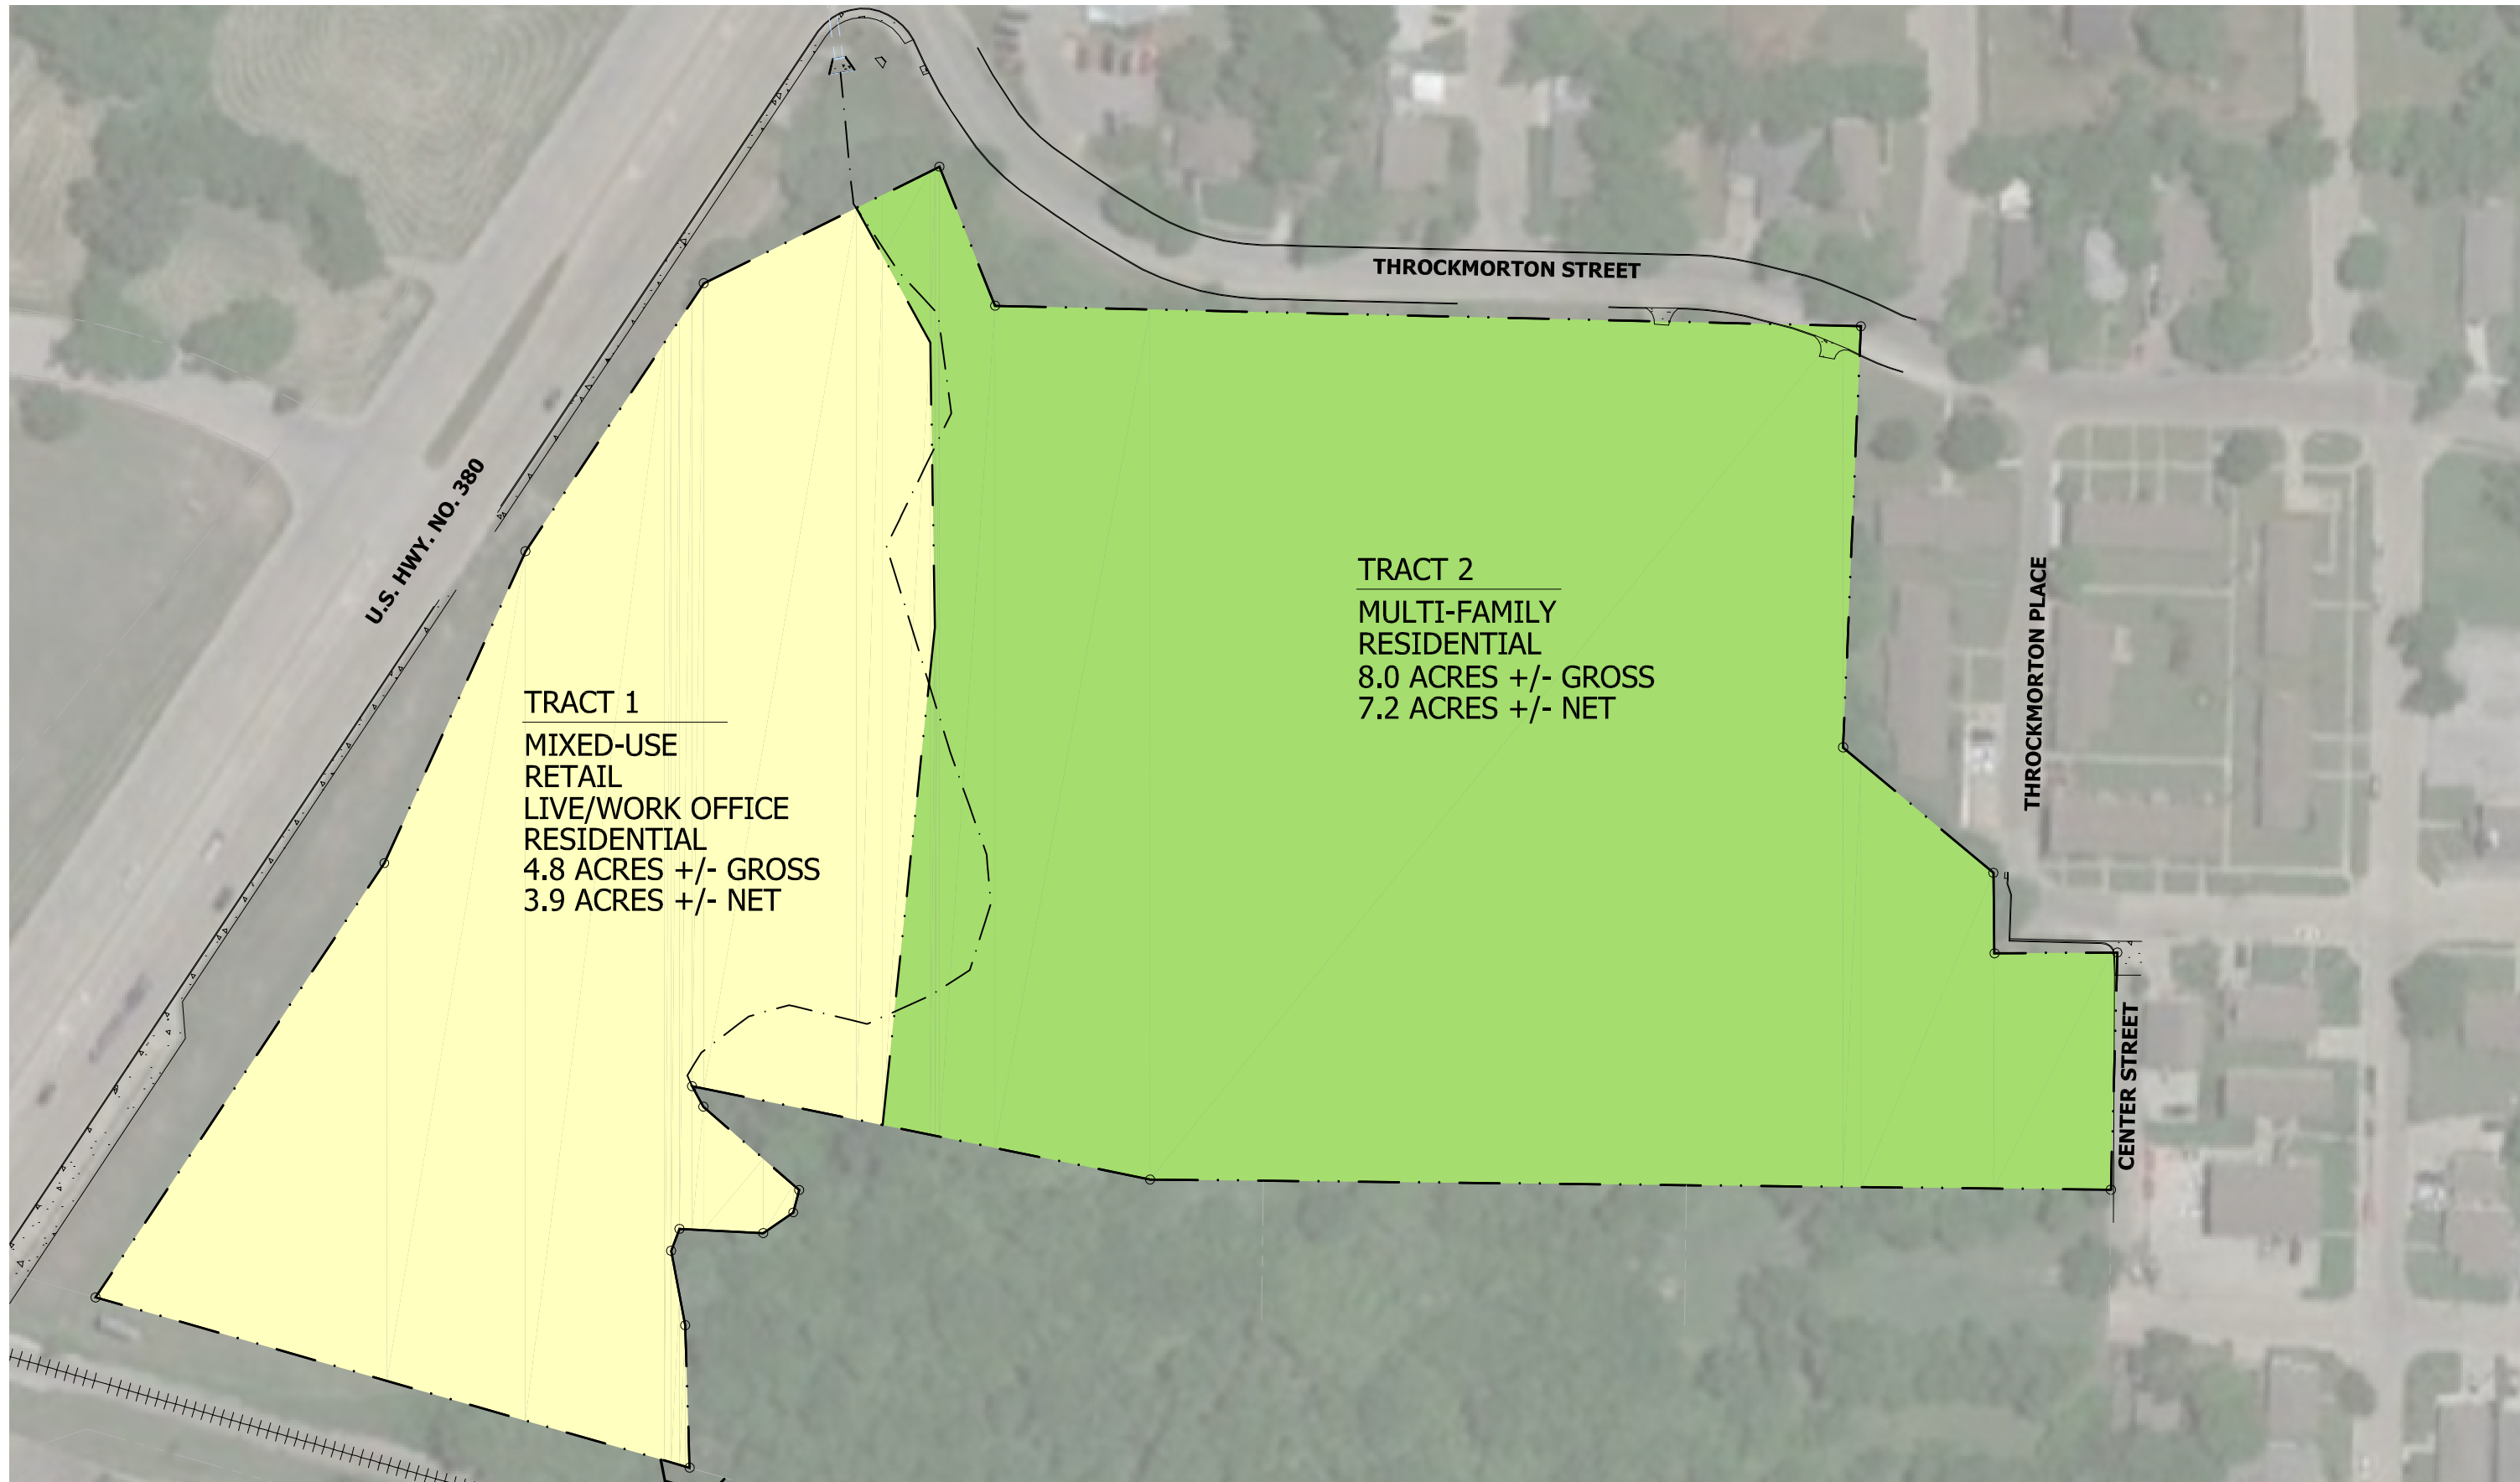 THROCKMORTON STREET
U.S. HWY. NO. 380
TRACT 1
MIXED-USE
RETAIL
LIVE/WORK OFFICE
RESIDENTIAL
4.8 ACRES +/- GROSS
3.9 ACRES +/- NET
TRACT 2
MULTI-FAMILY
RESIDENTIAL
8.0 ACRES +/- GROSS
7.2 ACRES +/- NET
THROCKMORTON PLACE
CENTER STREET